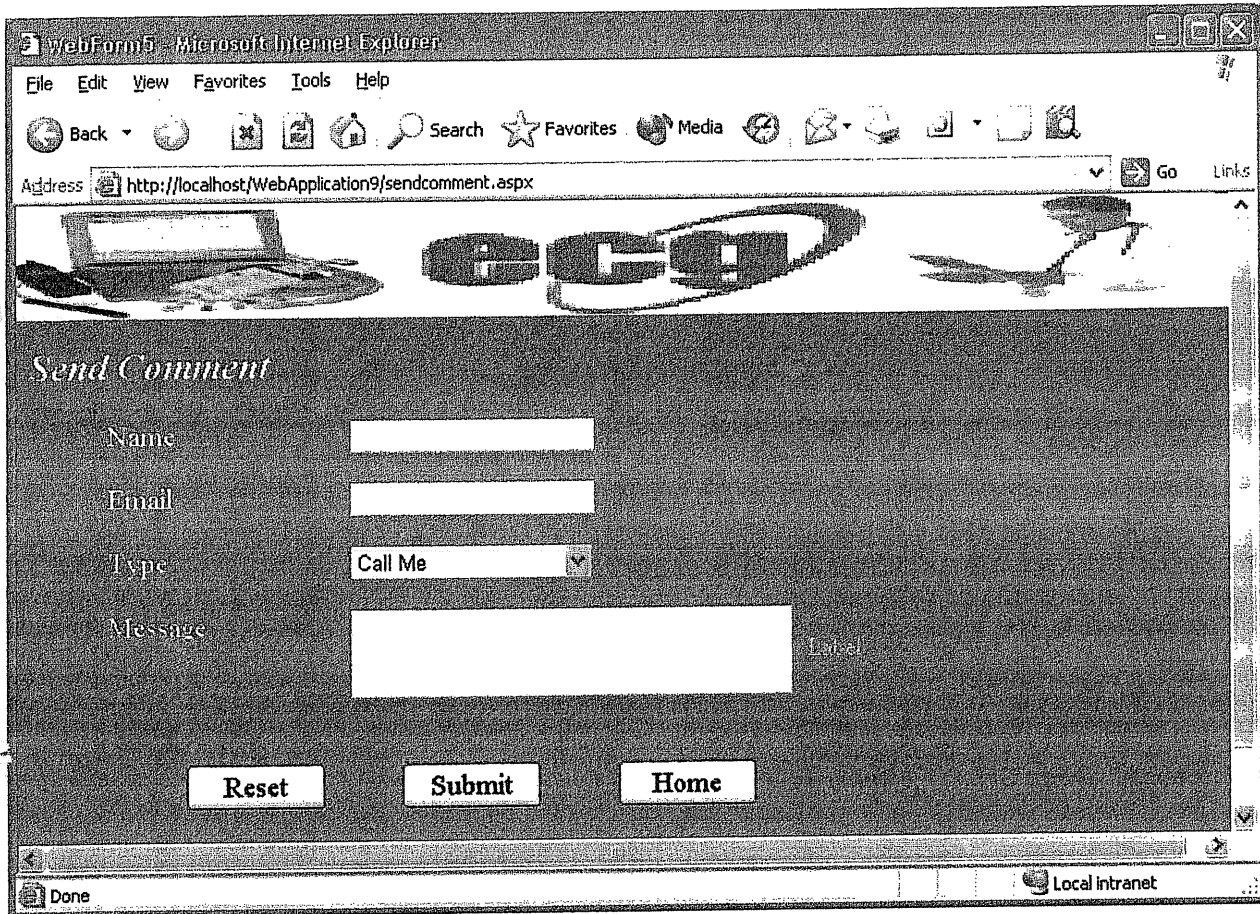 WebForm5 - Microsoft Internet Explorer
File Edit View Favorites Tools Help
Back Search Favorites Media
Address http://localhost/WebApplication9/sendcomment.aspx Go Links
ecg
Send Comment
Name
Email
Type Call Me
Message
Label
Reset Submit Home
Done Local intranet